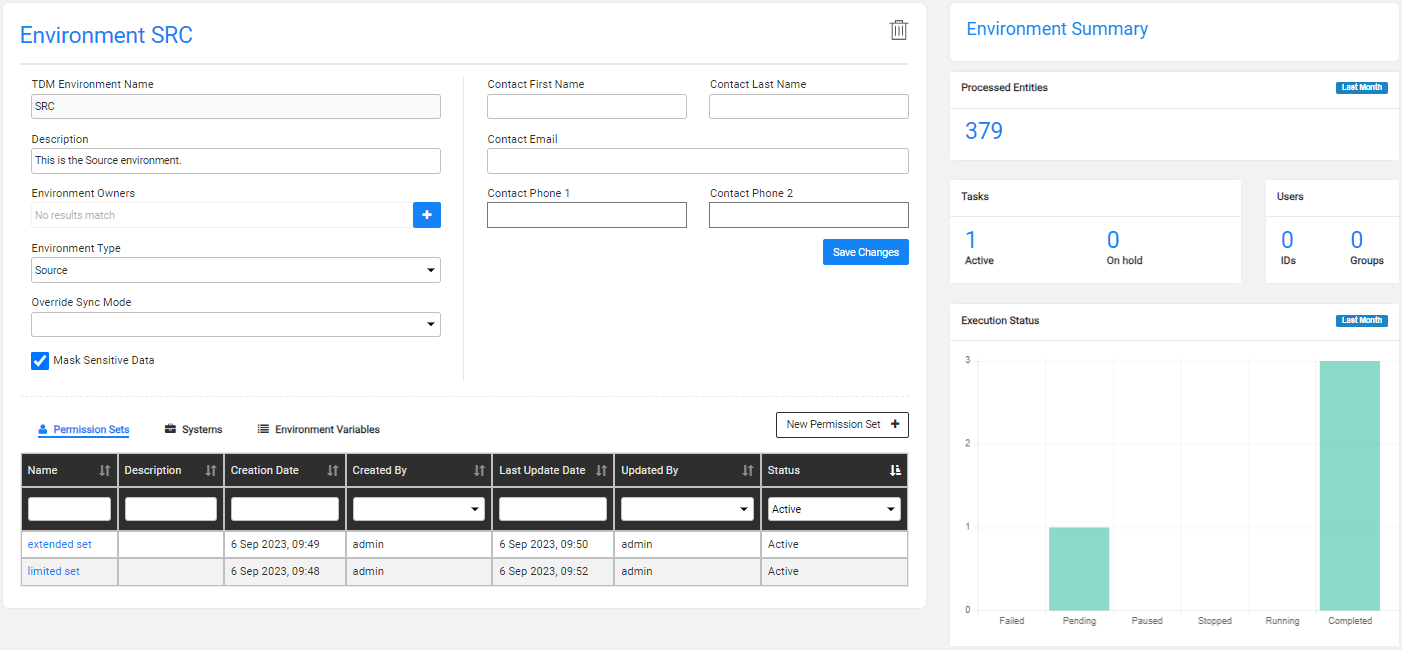 Environment SRC
TDM Environment Name
SRC
Description
This is the Source environment.
Environment Owners
No results match
Environment Type
Source
Override Sync Mode
Mask Sensitive Data
Contact First Name Contact Last Name
Contact Email
Contact Phone 1 Contact Phone 2
Save Changes
Permission Sets Systems Environment Variables New Permission Set
Name Description Creation Date Created By Last Update Date Updated By Status
Active
extended set 6 Sep 2023, 09:49 admin 6 Sep 2023, 09:50 admin Active
limited set 6 Sep 2023, 09:48 admin 6 Sep 2023, 09:52 admin Active
Environment Summary
Processed Entities Last Month
379
Tasks
1 0
Active On hold
Users
0 0
IDs Groups
Execution Status Last Month
3
2
1
0
Failed Pending Paused Stopped Running Completed